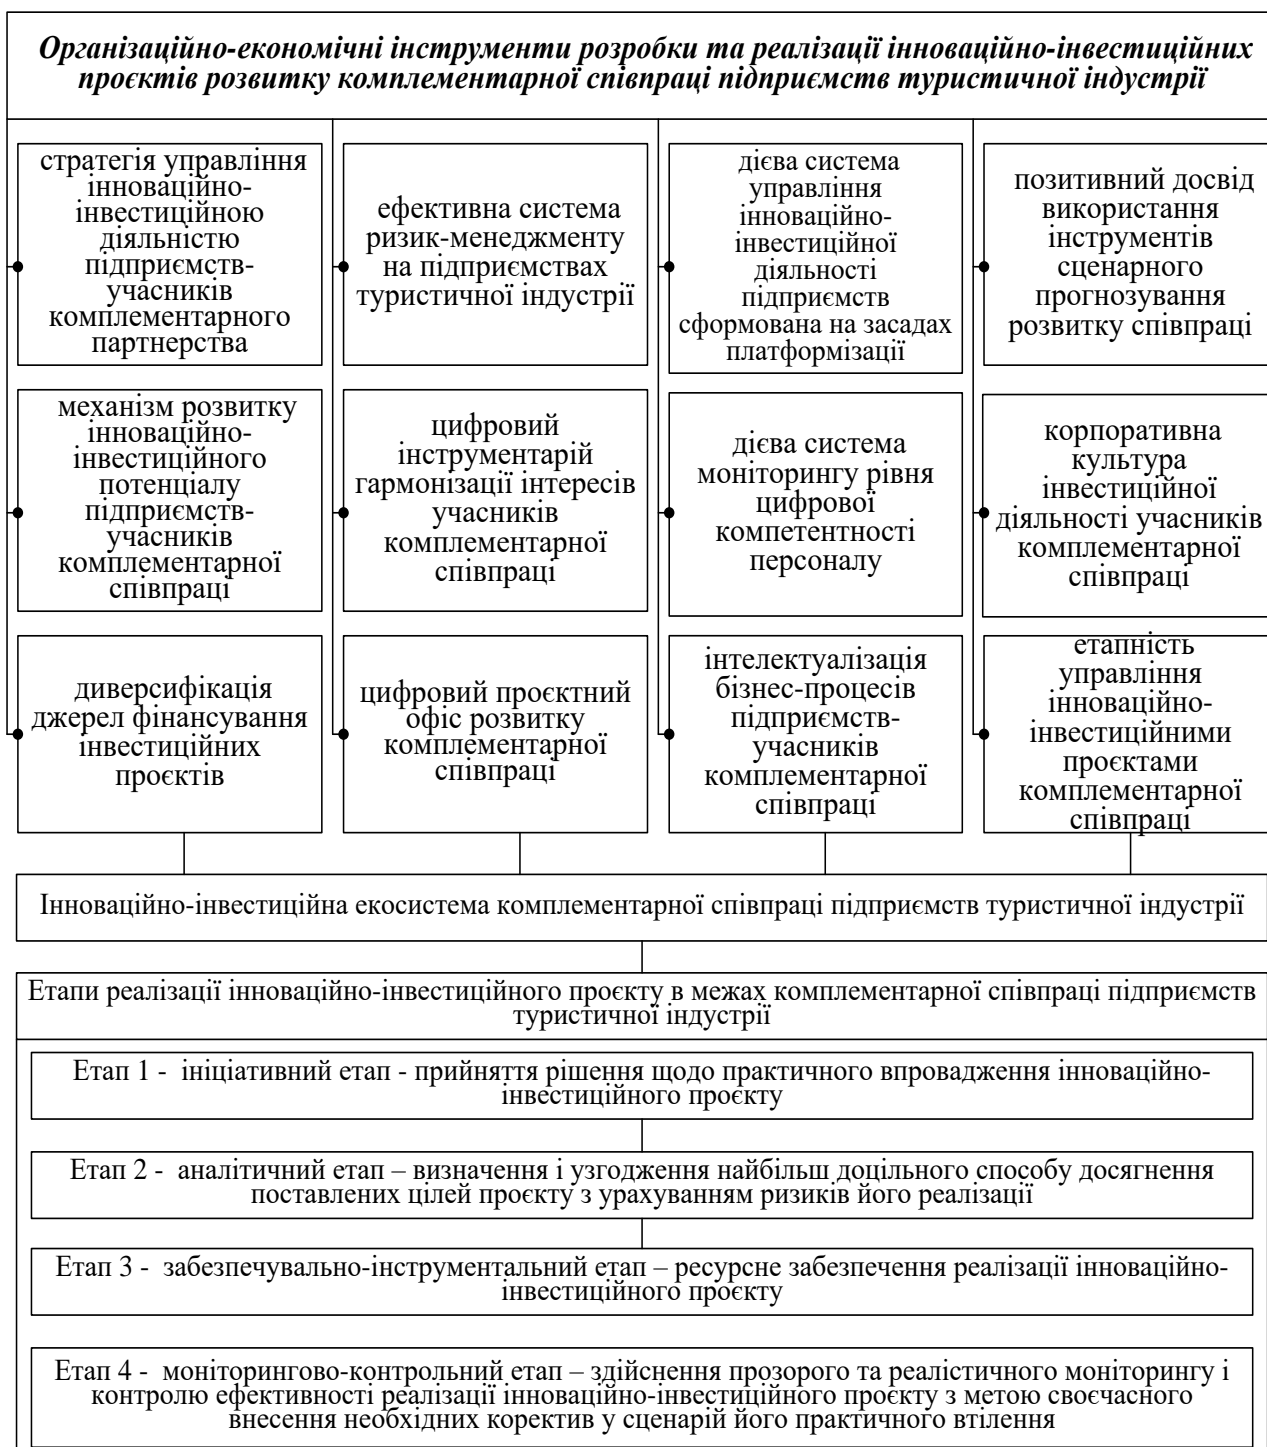 Організаційно-економічні інструменти розробки та реалізації інноваційно-інвестиційних
проєктів розвитку комплементарної співпраці підприємств туристичної індустрії
стратегія управління
інноваційно-
інвестиційною
діяльністю
підприємств-
учасників
комплементарного
партнерства
ефективна система
ризик-менеджменту
на підприємствах
туристичної індустрії
дієва система
управління
інноваційно-
інвестиційної
діяльності
підприємств
сформована на засадах
платформізації
позитивний досвід
використання
інструментів
сценарного
прогнозування
розвитку співпраці
механізм розвитку
інноваційно-
інвестиційного
потенціалу
підприємств-
учасників
комплементарної
співпраці
цифровий
інструментарій
гармонізації інтересів
учасників
комплементарної
співпраці
дієва система
моніторингу рівня
цифрової
компетентності
персоналу
корпоративна
культура
інвестиційної
діяльності учасників
комплементарної
співпраці
диверсифікація
джерел фінансування
інвестиційних
проєктів
цифровий проєктний
офіс розвитку
комплементарної
співпраці
інтелектуалізація
бізнес-процесів
підприємств-
учасників
комплементарної
співпраці
етапність
управління
інноваційно-
інвестиційними
проєктами
комплементарної
співпраці
Інноваційно-інвестиційна екосистема комплементарної співпраці підприємств туристичної індустрії
Етапи реалізації інноваційно-інвестиційного проєкту в межах комплементарної співпраці підприємств
туристичної індустрії
Етап 1 - ініціативний етап - прийняття рішення щодо практичного впровадження інноваційно-
інвестиційного проєкту
Етап 2 - аналітичний етап – визначення і узгодження найбільш доцільного способу досягнення
поставлених цілей проєкту з урахуванням ризиків його реалізації
Етап 3 - забезпечувально-інструментальний етап – ресурсне забезпечення реалізації інноваційно-
інвестиційного проєкту
Етап 4 - моніторингово-контрольний етап – здійснення прозорого та реалістичного моніторингу і
контролю ефективності реалізації інноваційно-інвестиційного проєкту з метою своєчасного
внесення необхідних коректив у сценарій його практичного втілення